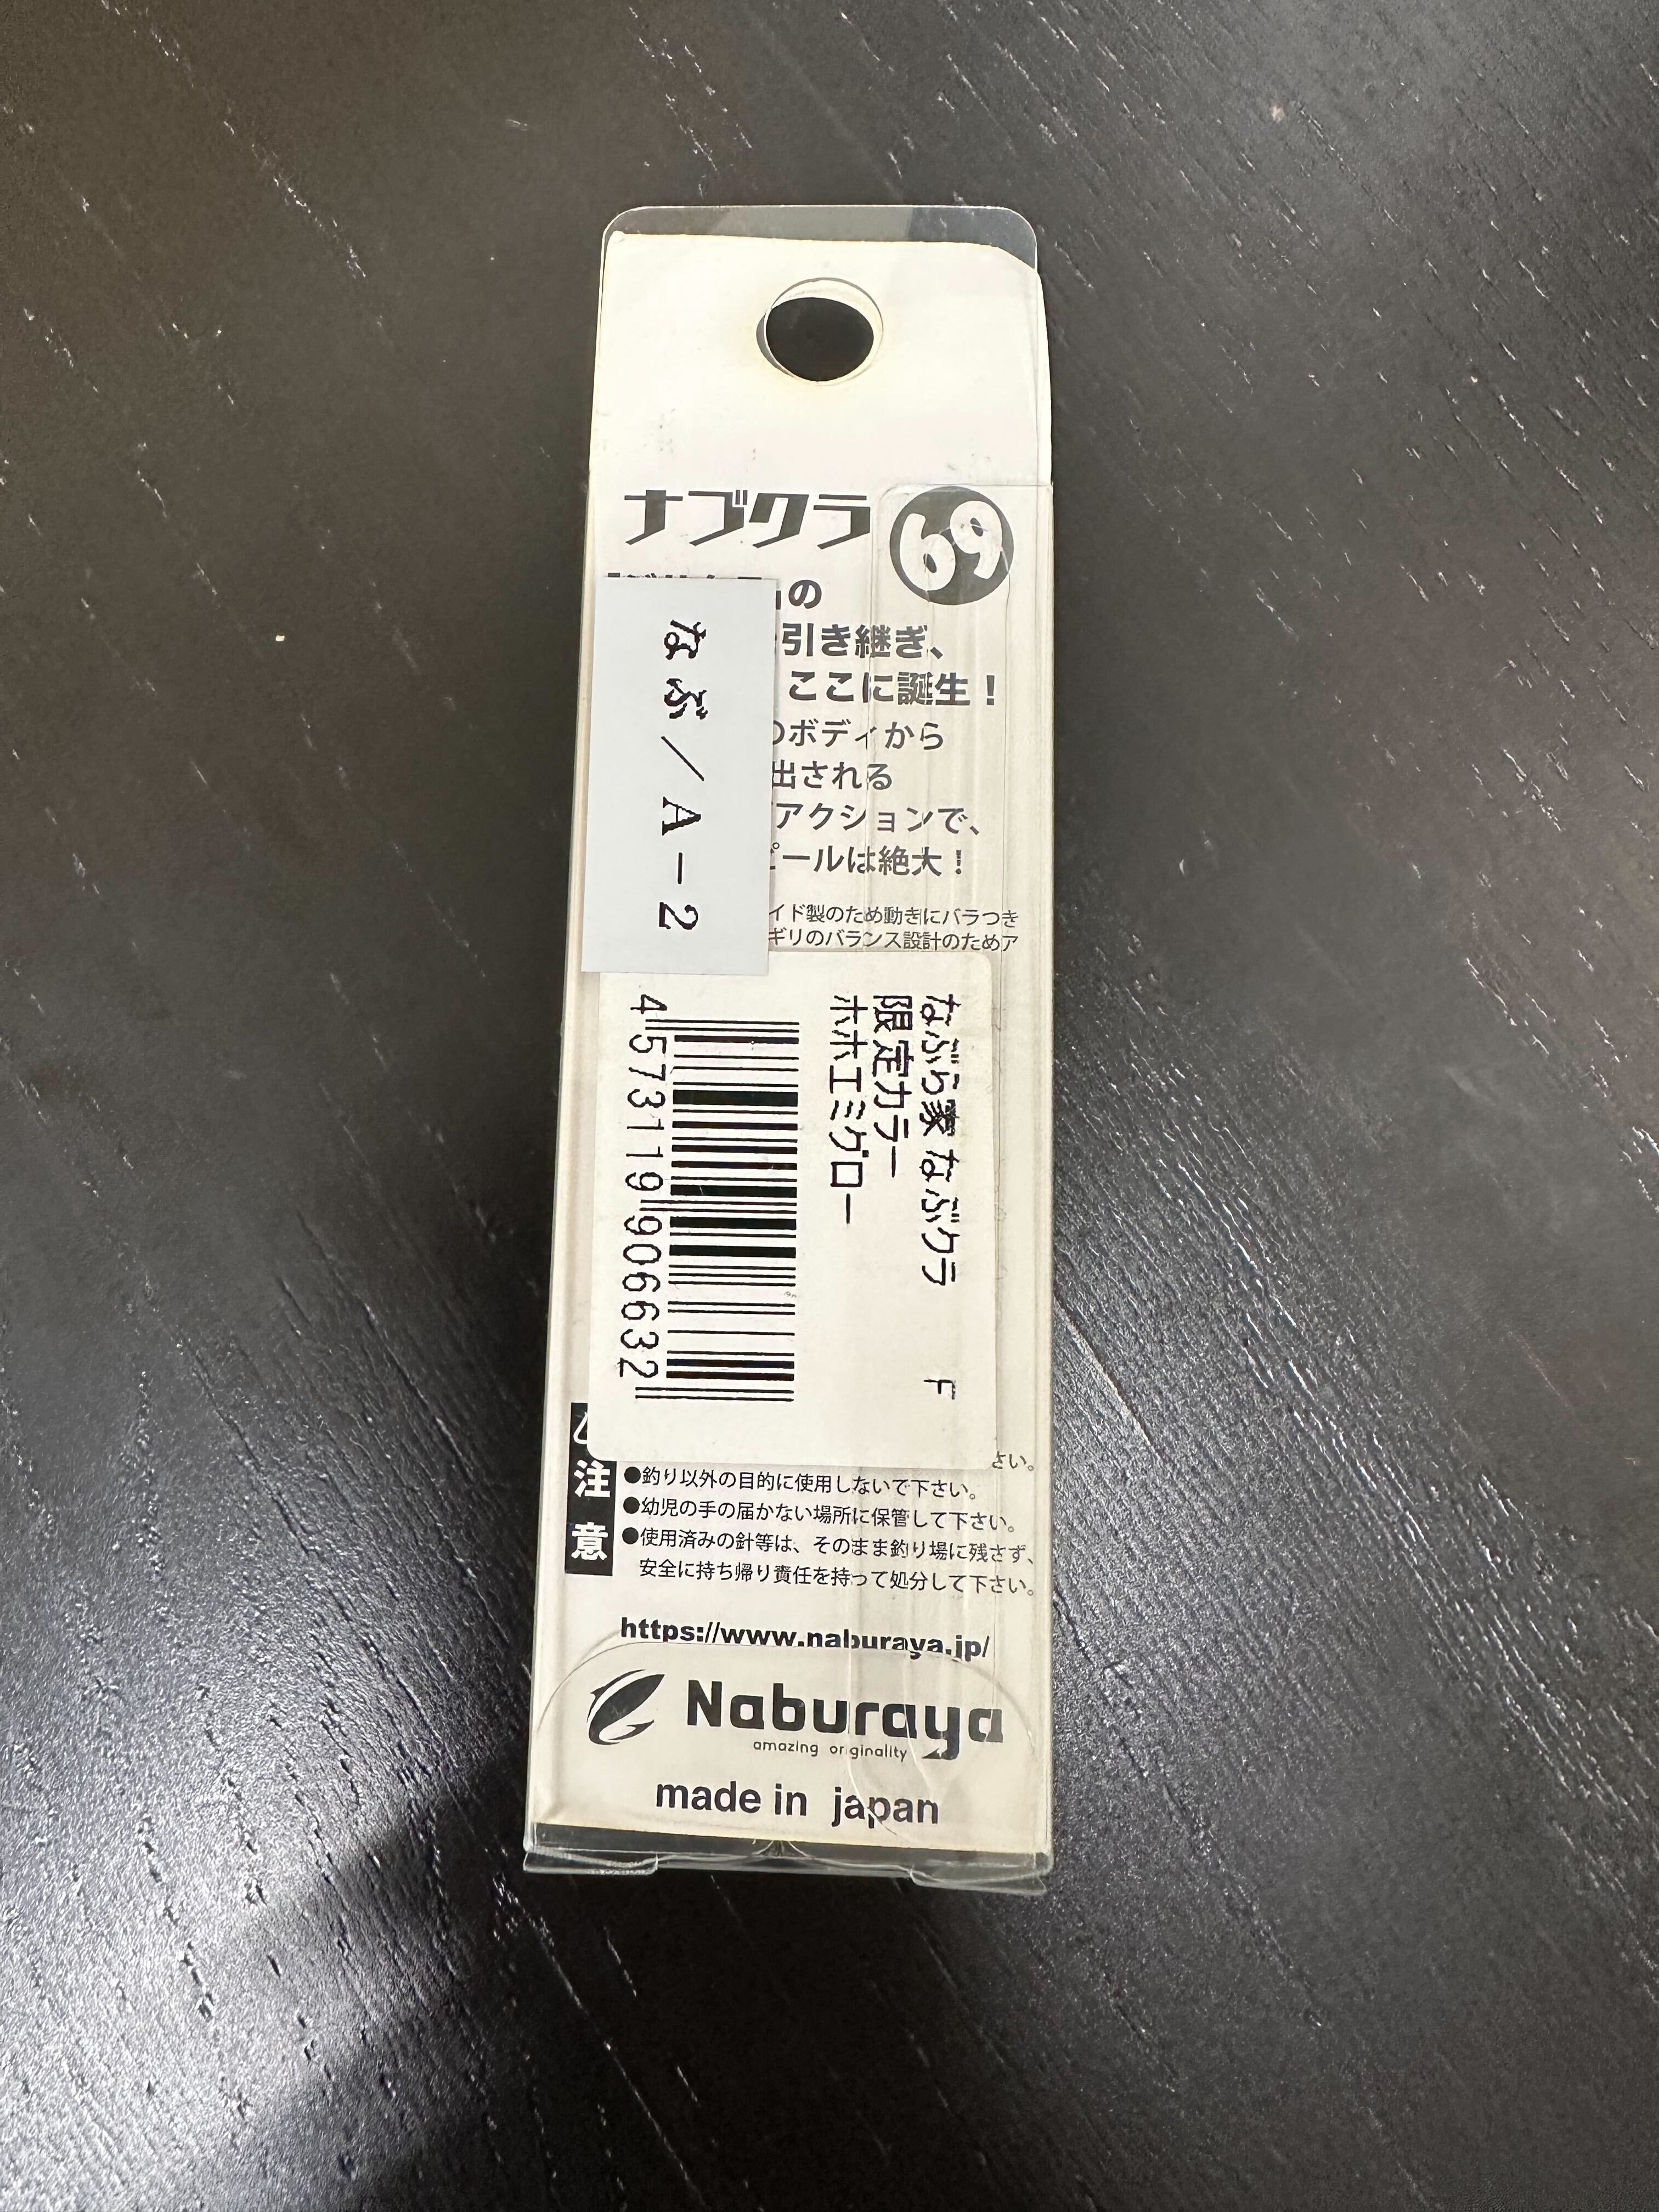 ナブクラ 69
の
引き継ぎ、
ここに誕生！
のボディから
出される
アクションで、
ピールは絶大！
イド製のため動きにバラつき
ギリのバランス設計のためア
なぶ／A－2
なぶら家 なぶクラ F
限定カラー
ホホエミグロー
4573119906632
さい。
注意
●釣り以外の目的に使用しないで下さい。
●幼児の手の届かない場所に保管して下さい。
●使用済みの針等は、そのまま釣り場に残さず、
安全に持ち帰り責任を持って処分して下さい。
https://www.naburaya.jp/
Naburaya
amazing originality
made in japan